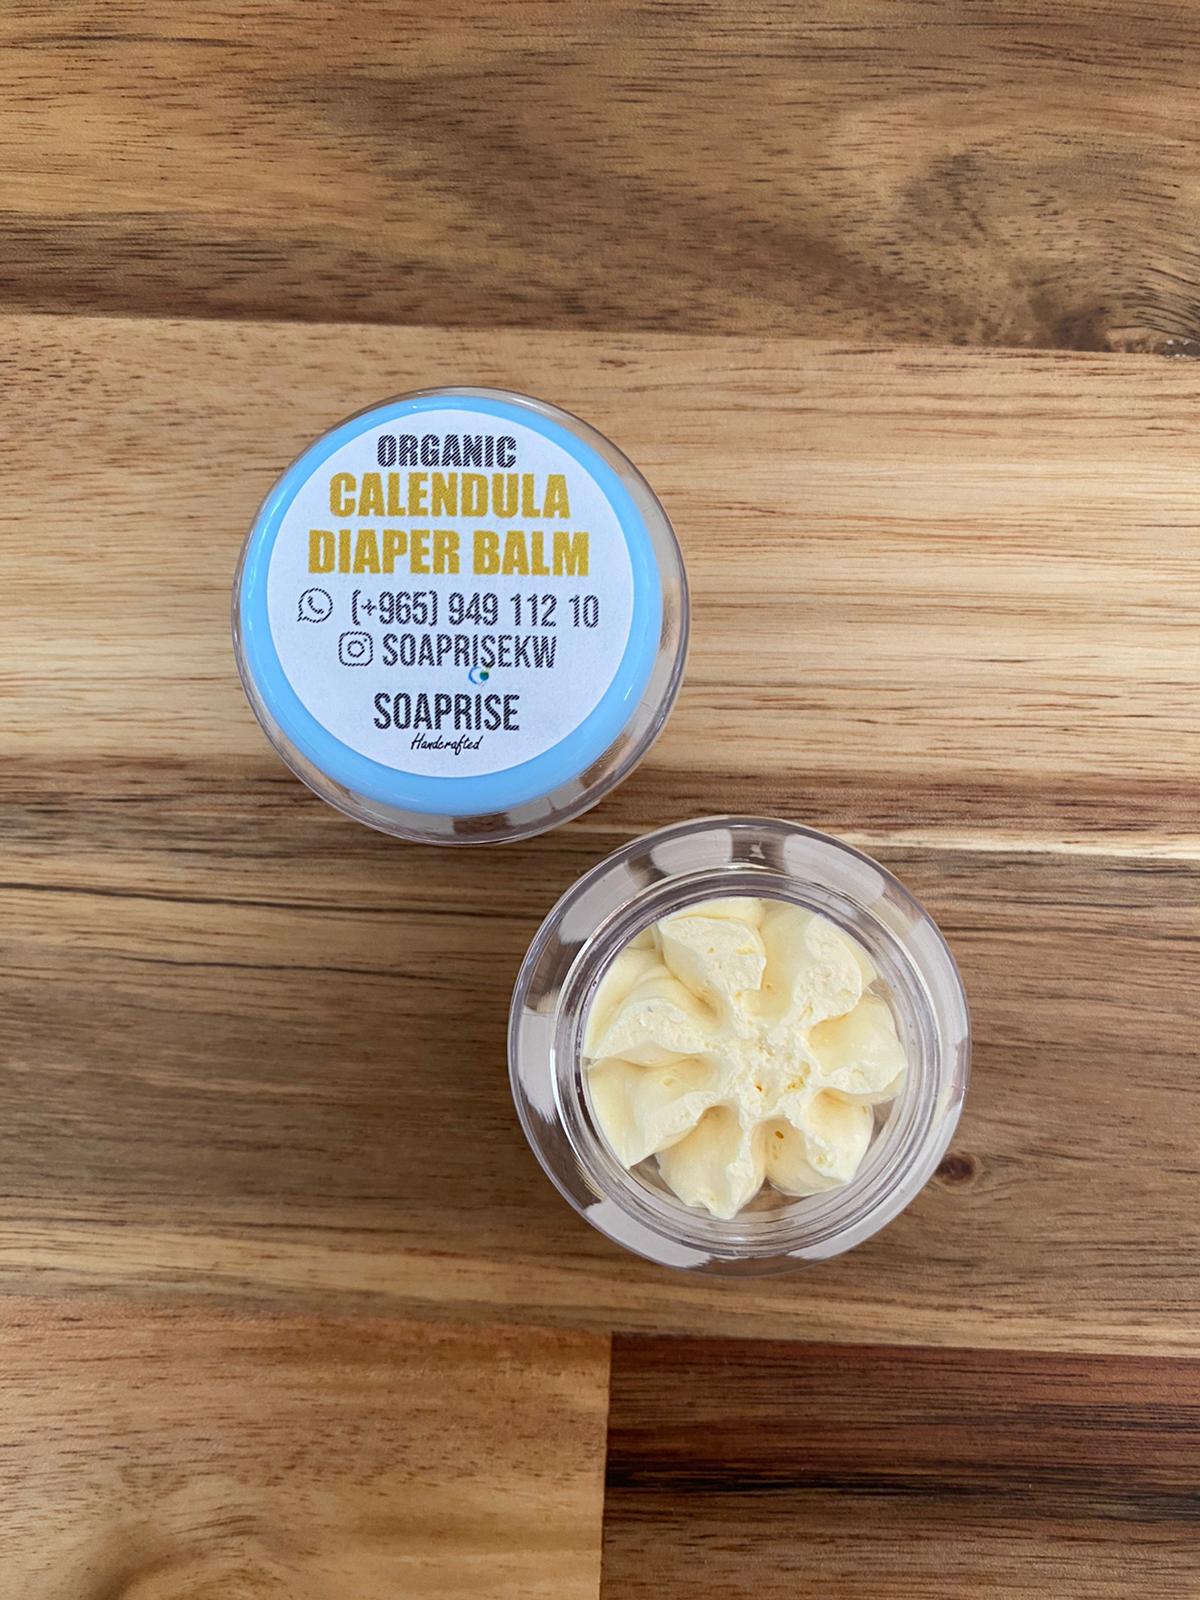 ORGANIC
CALENDULA
DIAPER BALM
(+965) 949 112 10
SOAPRISEKW
SOAPRISE
Handcrafted